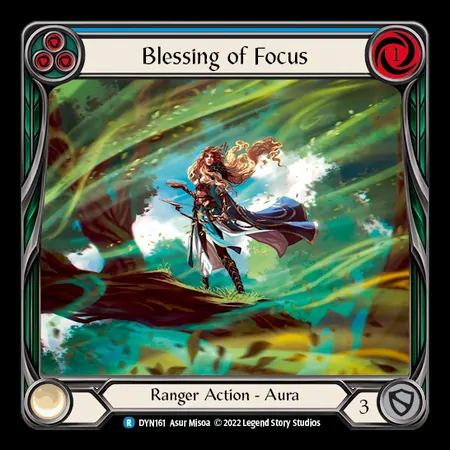 Blessing of Focus
1
Ranger Action - Aura
3
R DYN161 Asur Misoa © 2022 Legend Story Studios